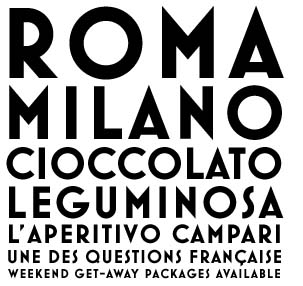 ROMA
MILANO
CIOCCOLATO
LEGUMINOSA
L'APERITIVO CAMPARI
UNE DES QUESTIONS FRANÇAISE
WEEKEND GET-AWAY PACKAGES AVAILABLE